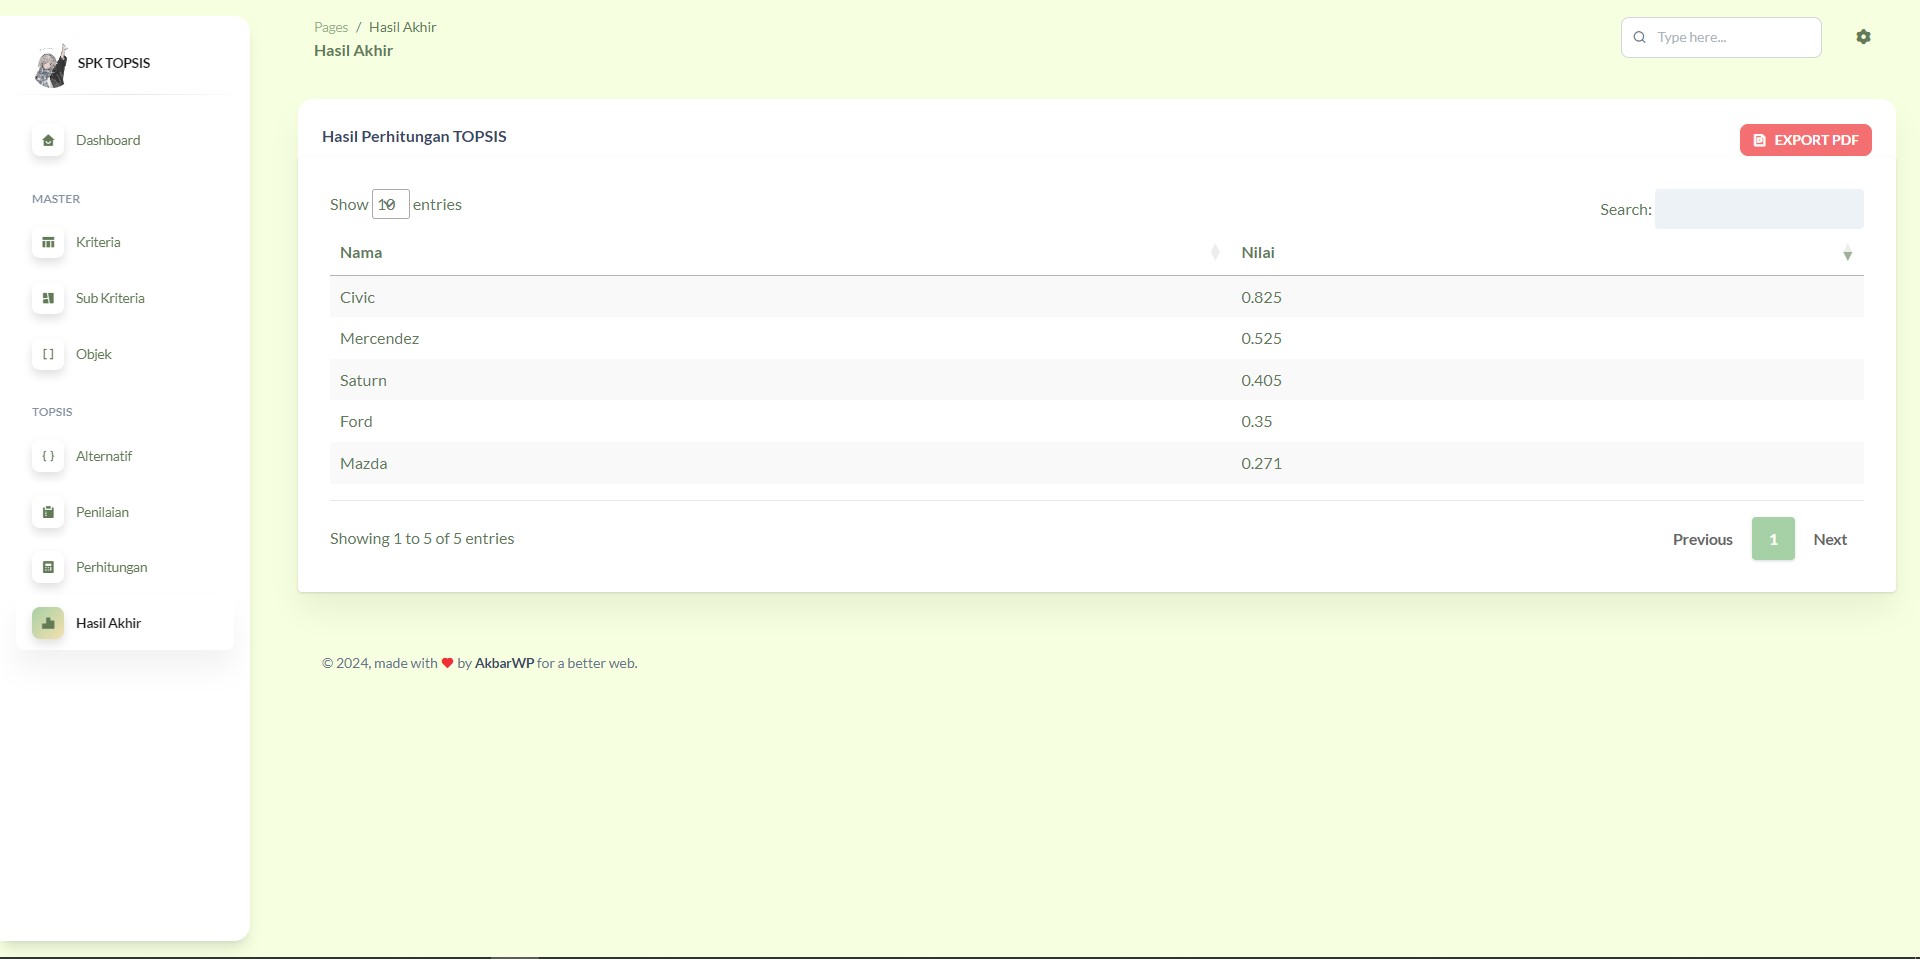 SPK TOPSIS
Dashboard
MASTER
Kriteria
Sub Kriteria
Objek
TOPSIS
Alternatif
Penilaian
Perhitungan
Hasil Akhir
Pages / Hasil Akhir
Hasil Akhir
Type here...
Hasil Perhitungan TOPSIS
EXPORT PDF
Show 10 entries
Search:
Nama Nilai
Civic 0.825
Mercendez 0.525
Saturn 0.405
Ford 0.35
Mazda 0.271
Showing 1 to 5 of 5 entries
Previous 1 Next
© 2024, made with by AkbarWP for a better web.